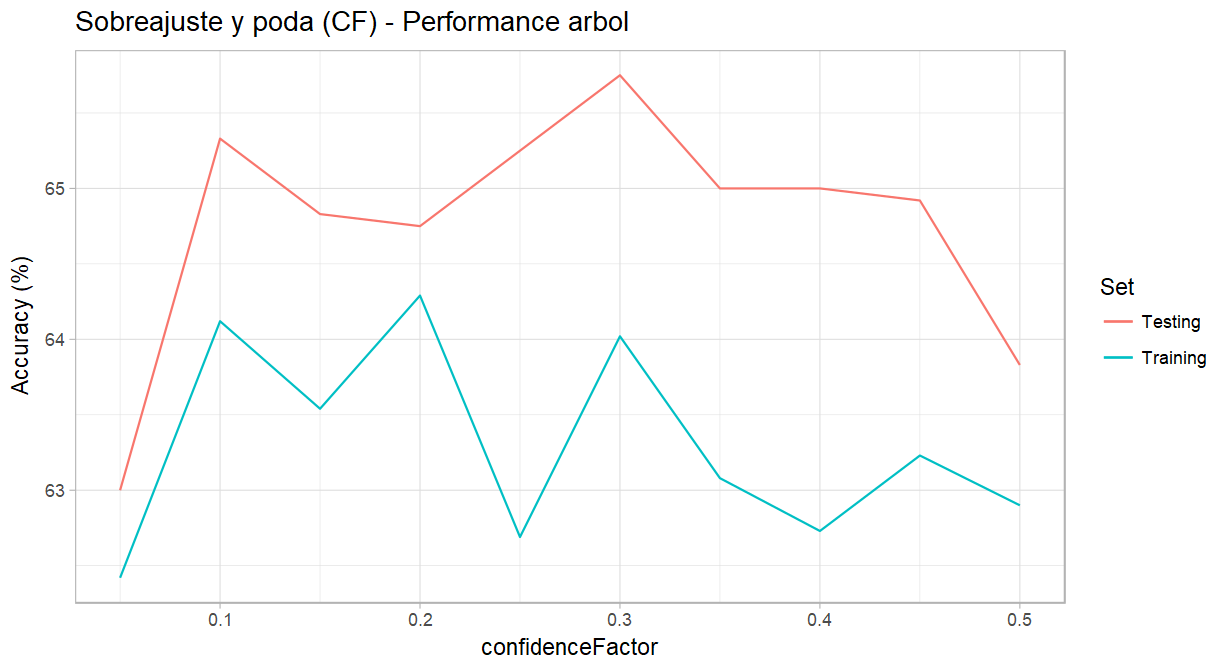 Sobreajuste y poda (CF) - Performance arbol
Accuracy (%)
65
64
63
0.1
0.2
0.3
0.4
0.5
confidenceFactor
Set
Testing
Training